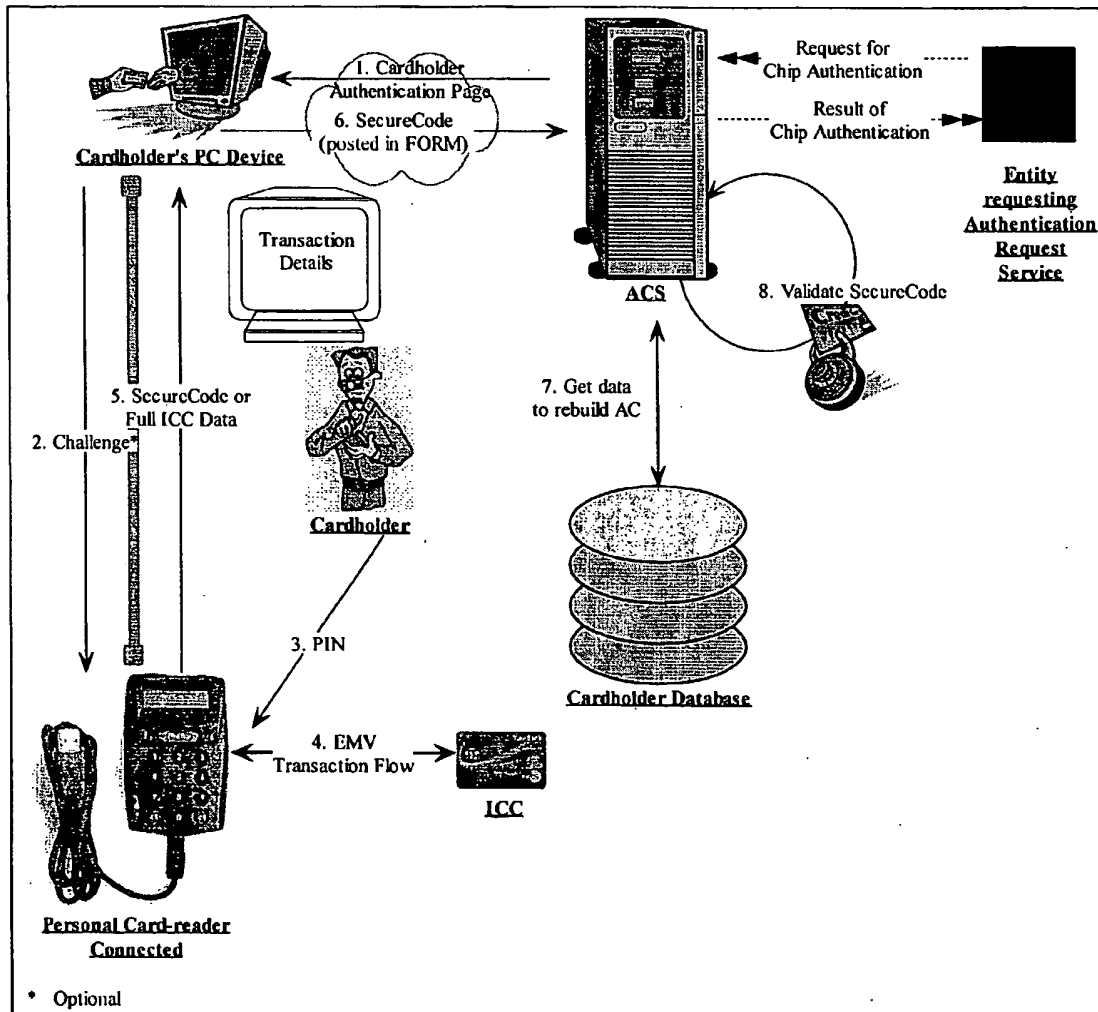 1. Cardholder
Authentication Page
6. SecureCode
(posted in FORM)
Request for
Chip Authentication
Result of
Chip Authentication
Cardholder's PC Device
Entity
requesting
Authentication
Request
Service
Transaction
Details
ACS
8. Validate SecureCode
5. SecureCode or
Full ICC Data
2. Challenge*
7. Get data
to rebuild AC
Cardholder
3. PIN
Cardholder Database
4. EMV
Transaction Flow
ICC
Personal Card-reader
Connected
* Optional